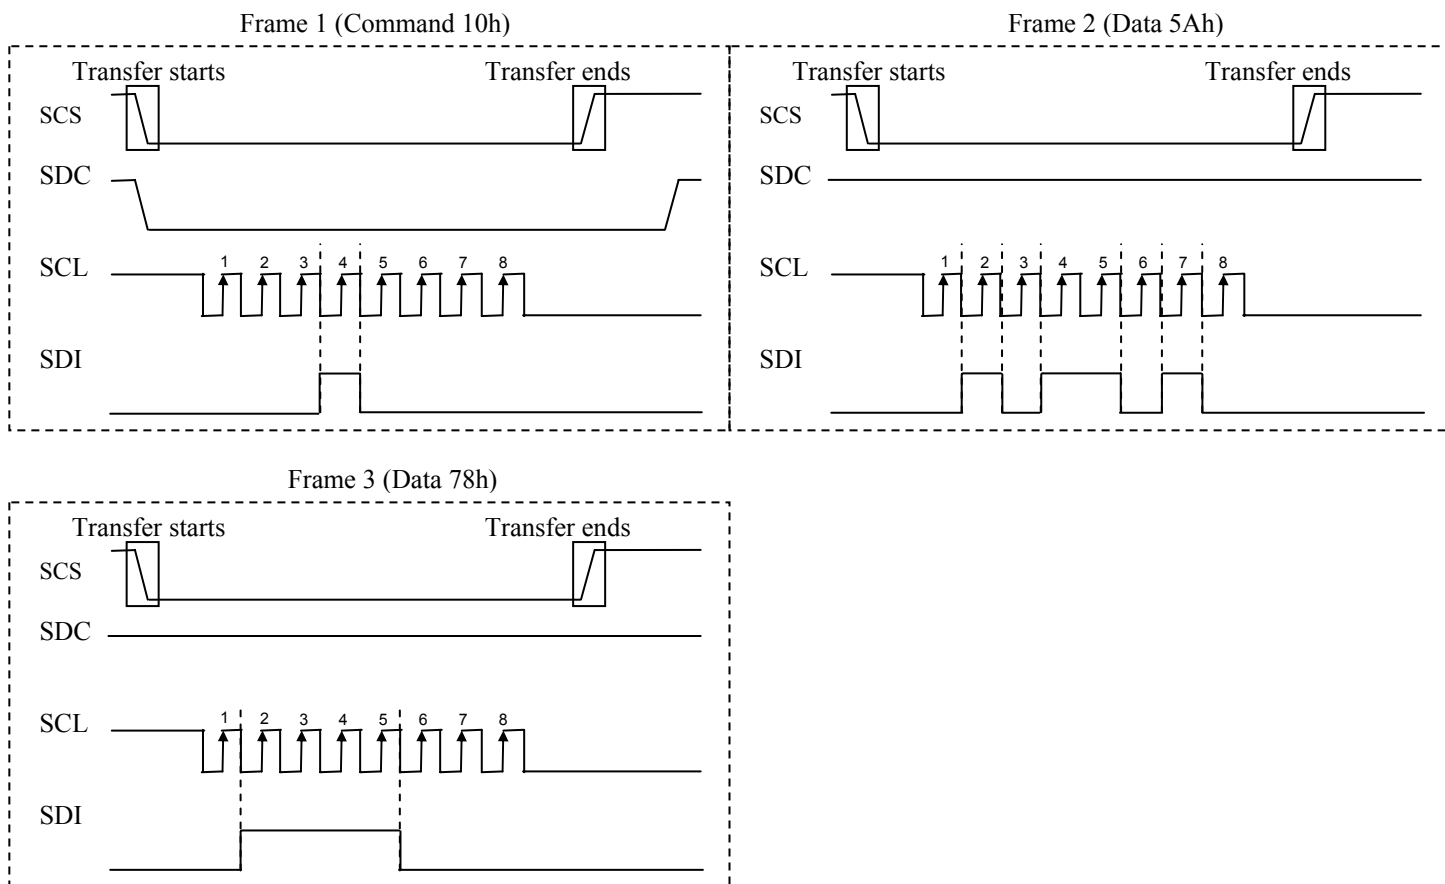 Frame 1 (Command 10h)
Transfer starts Transfer ends
SCS
SDC
SCL 1 2 3 4 5 6 7 8
SDI
Frame 2 (Data 5Ah)
Transfer starts Transfer ends
SCS
SDC
SCL 1 2 3 4 5 6 7 8
SDI
Frame 3 (Data 78h)
Transfer starts Transfer ends
SCS
SDC
SCL 1 2 3 4 5 6 7 8
SDI